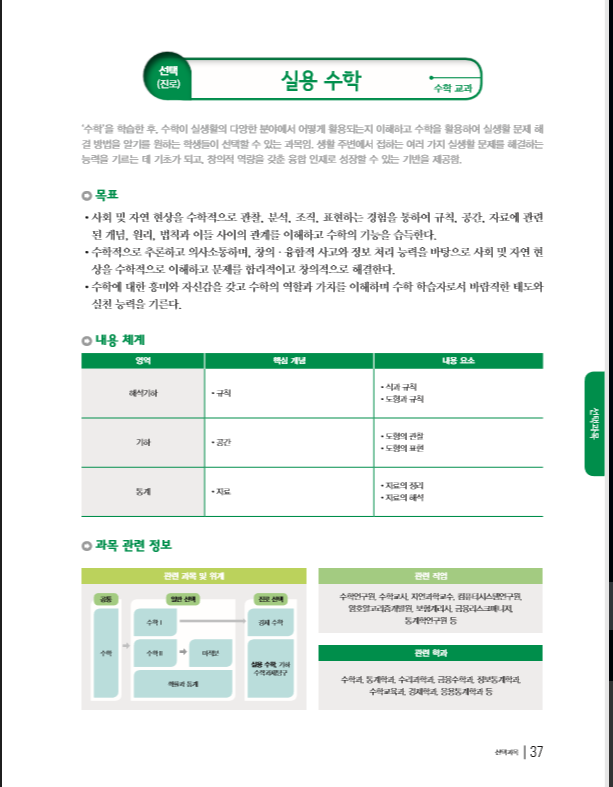 선택
(진로)
실용 수학
수학 교과
'수학'을 학습한 후, 수학이 실생활의 다양한 분야에서 어떻게 활용되는지 이해하고 수학을 활용하여 실생활 문제 해
결 방법을 알기를 원하는 학생들이 선택할 수 있는 과목임. 생활 주변에서 접하는 여러 가지 실생활 문제를 해결하는
능력을 기르는 데 기초가 되고, 창의적 역량을 갖춘 융합 인재로 성장할 수 있는 기반을 제공함.
목표
• 사회 및 자연 현상을 수학적으로 관찰, 분석, 조직, 표현하는 경험을 통하여 규칙, 공간, 자료에 관련
된 개념, 원리, 법칙과 이들 사이의 관계를 이해하고 수학의 기능을 습득한다.
• 수학적으로 추론하고 의사소통하며, 창의·융합적 사고와 정보 처리 능력을 바탕으로 사회 및 자연 현
상을 수학적으로 이해하고 문제를 합리적이고 창의적으로 해결한다.
• 수학에 대한 흥미와 자신감을 갖고 수학의 역할과 가치를 이해하며 수학 학습자로서 바람직한 태도와
실천 능력을 기른다.
내용 체계
영역 핵심 개념 내용 요소
해석기하 • 규칙 • 식과 규칙
• 도형과 규칙
기하 • 공간 • 도형의 관찰
• 도형의 표현
통계 • 자료 • 자료의 정리
• 자료의 해석
선택과목
과목 관련 정보
관련 과목 및 위계
공통 일반 선택 진로 선택
수학 I 경제 수학
수학 수학 II 미적분
실용 수학, 기하
수학과제탐구
확률과 통계
관련 직업
수학연구원, 수학교사, 자연과학교수, 컴퓨터시스템연구원,
암호알고리즘개발원, 보험계리사, 금융리스크매니저,
통계학연구원 등
관련 학과
수학과, 통계학과, 수리과학과, 금융수학과, 정보통계학과,
수학교육과, 경제학과, 응용통계학과 등
선택과목 | 37